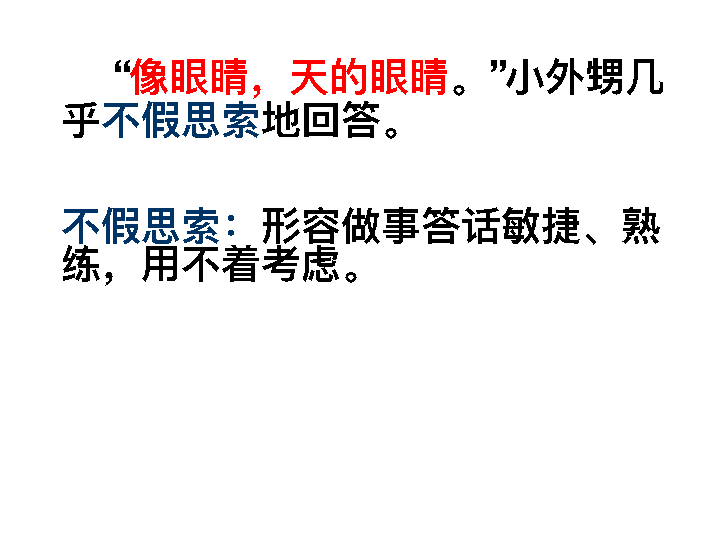 “像眼睛，天的眼睛。”小外甥几
乎不假思索地回答。
不假思索：形容做事答话敏捷、熟
练，用不着考虑。